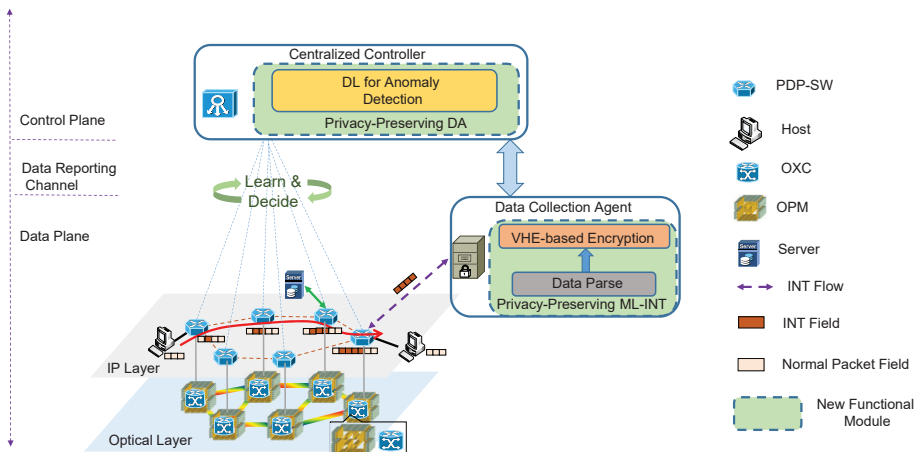 Centralized Controller
DL for Anomaly
Detection
Privacy-Preserving DA
Control Plane
Data Reporting
Channel
Data Plane
Learn &
Decide
Data Collection Agent
VHE-based Encryption
Data Parse
Privacy-Preserving ML-INT
Server
IP Layer
Optical Layer
PDP-SW
Host
OXC
OPM
Server
Server
INT Flow
INT Field
Normal Packet Field
New Functional
Module